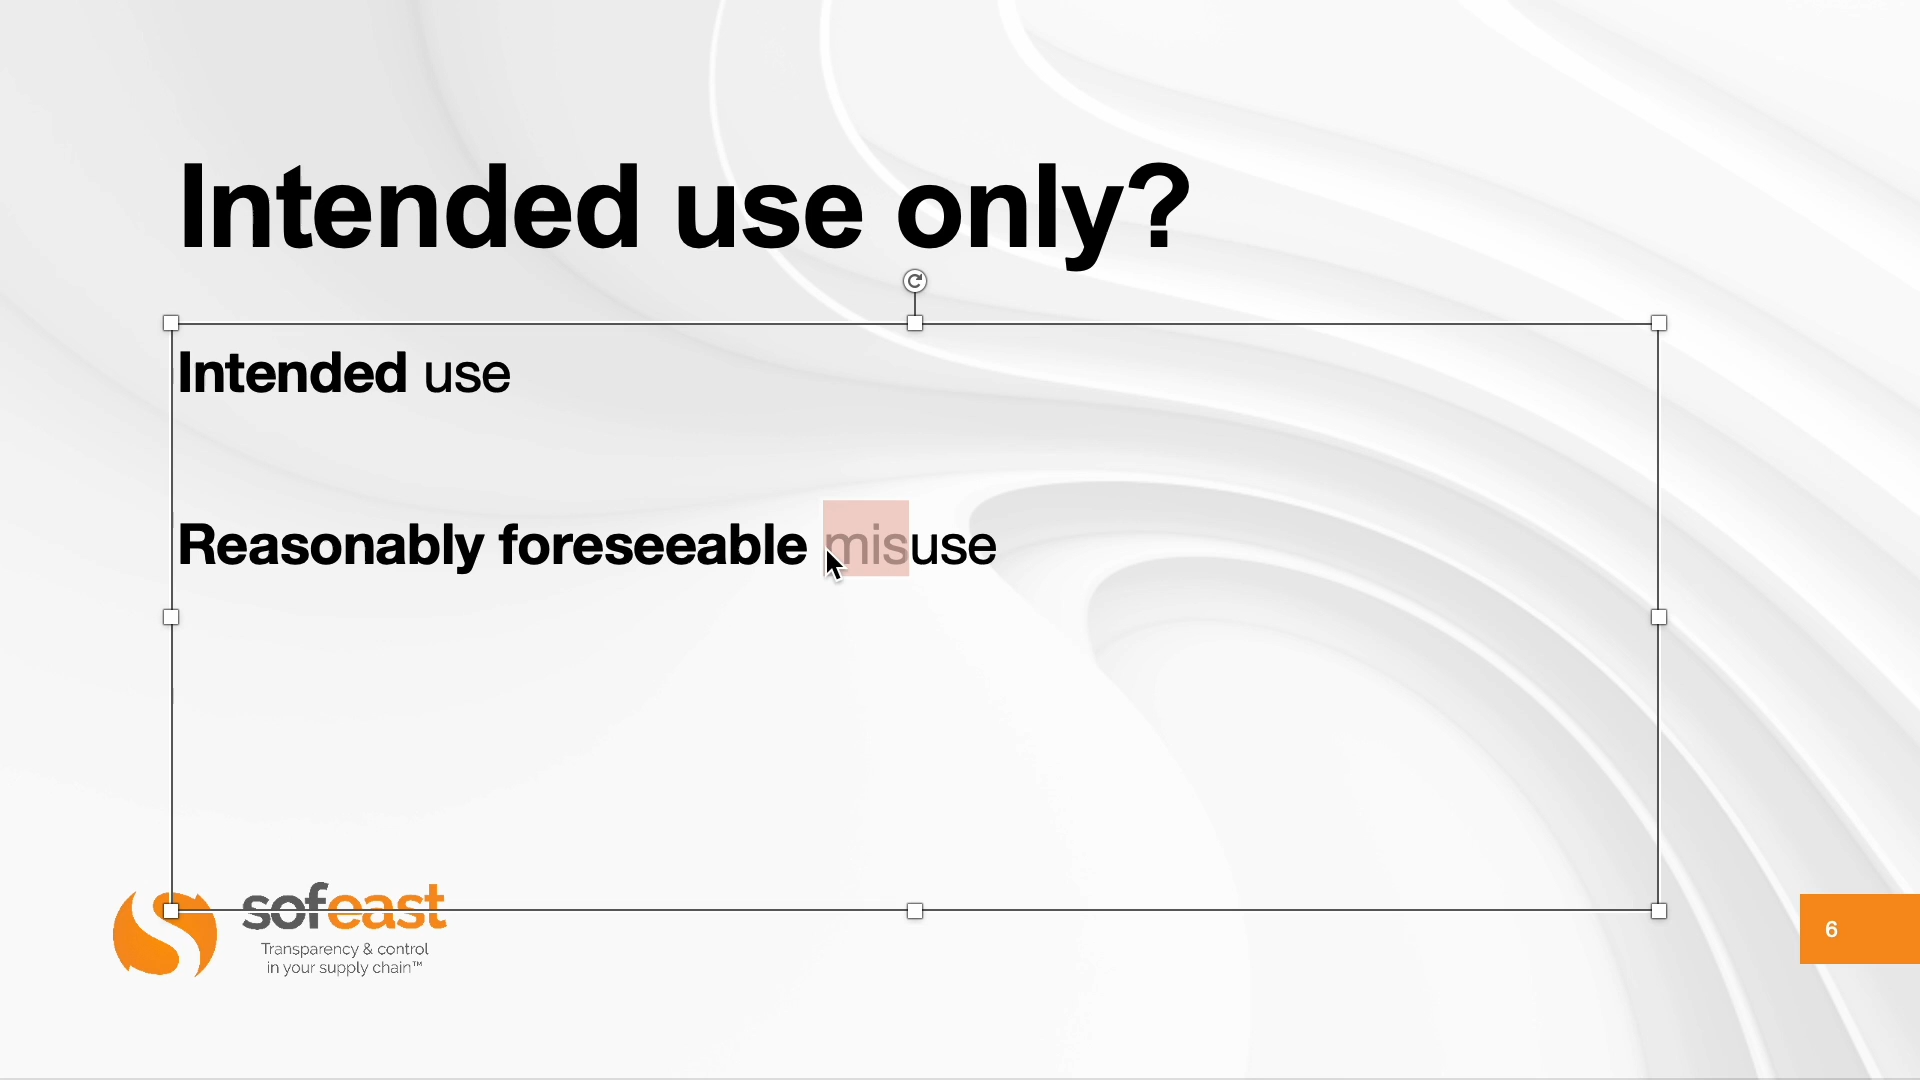 Intended use only?
Intended use
Reasonably foreseeable misuse
sofeast
Transparency & control
in your supply chain™
6